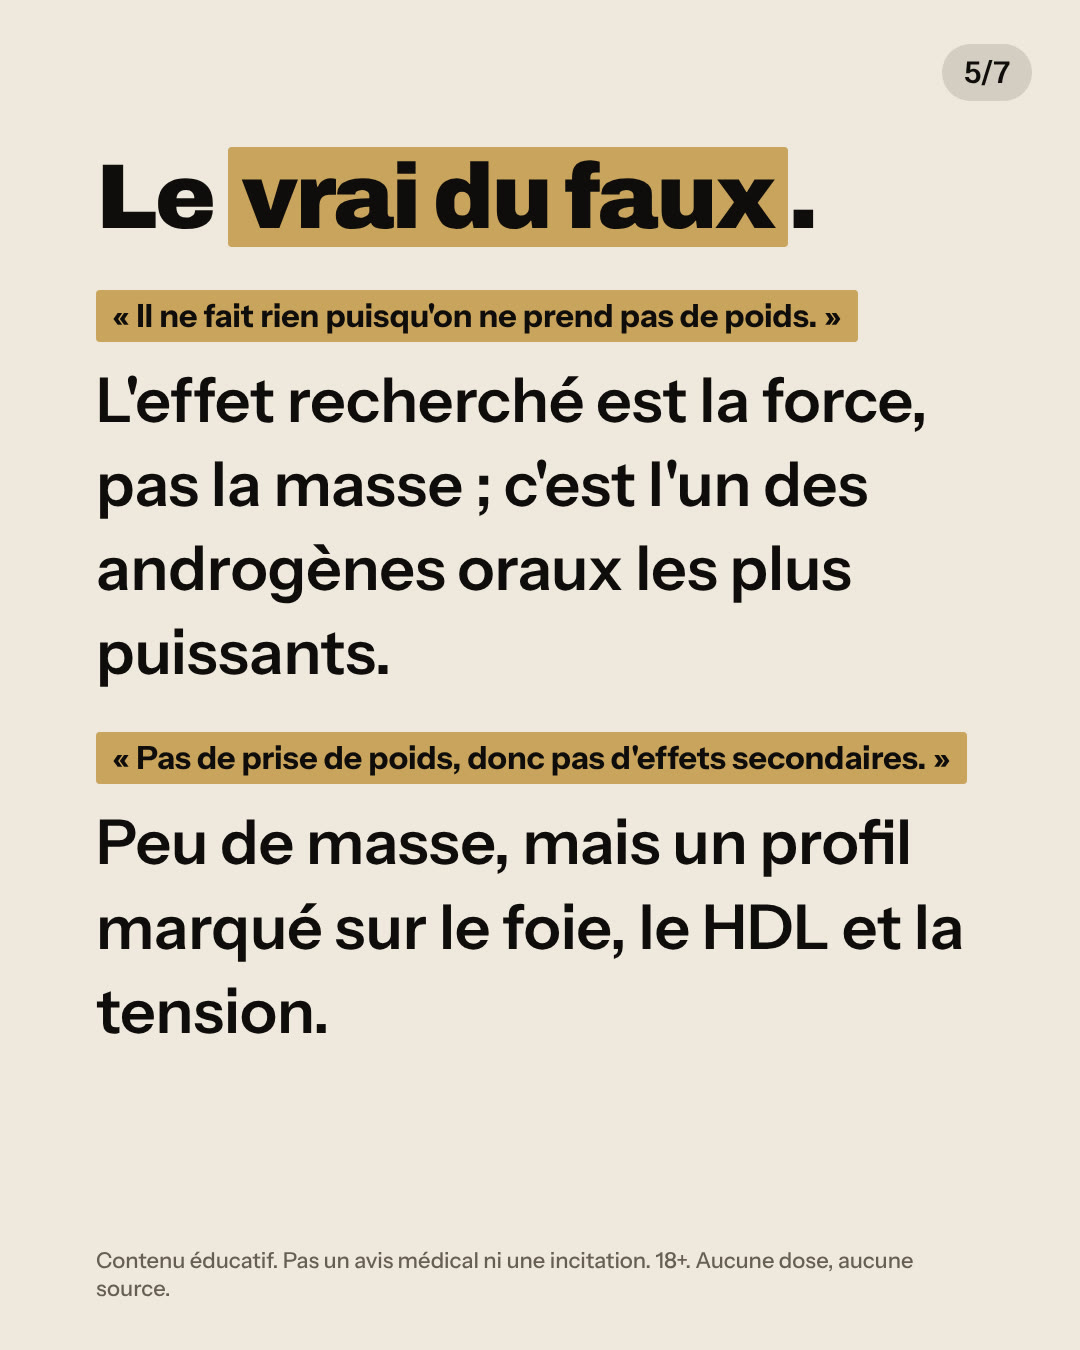 5/7
Le vrai du faux.
« Il ne fait rien puisqu'on ne prend pas de poids. »
L'effet recherché est la force,
pas la masse ; c'est l'un des
androgènes oraux les plus
puissants.
« Pas de prise de poids, donc pas d'effets secondaires. »
Peu de masse, mais un profil
marqué sur le foie, le HDL et la
tension.
Contenu éducatif. Pas un avis médical ni une incitation. 18+. Aucune dose, aucune
source.